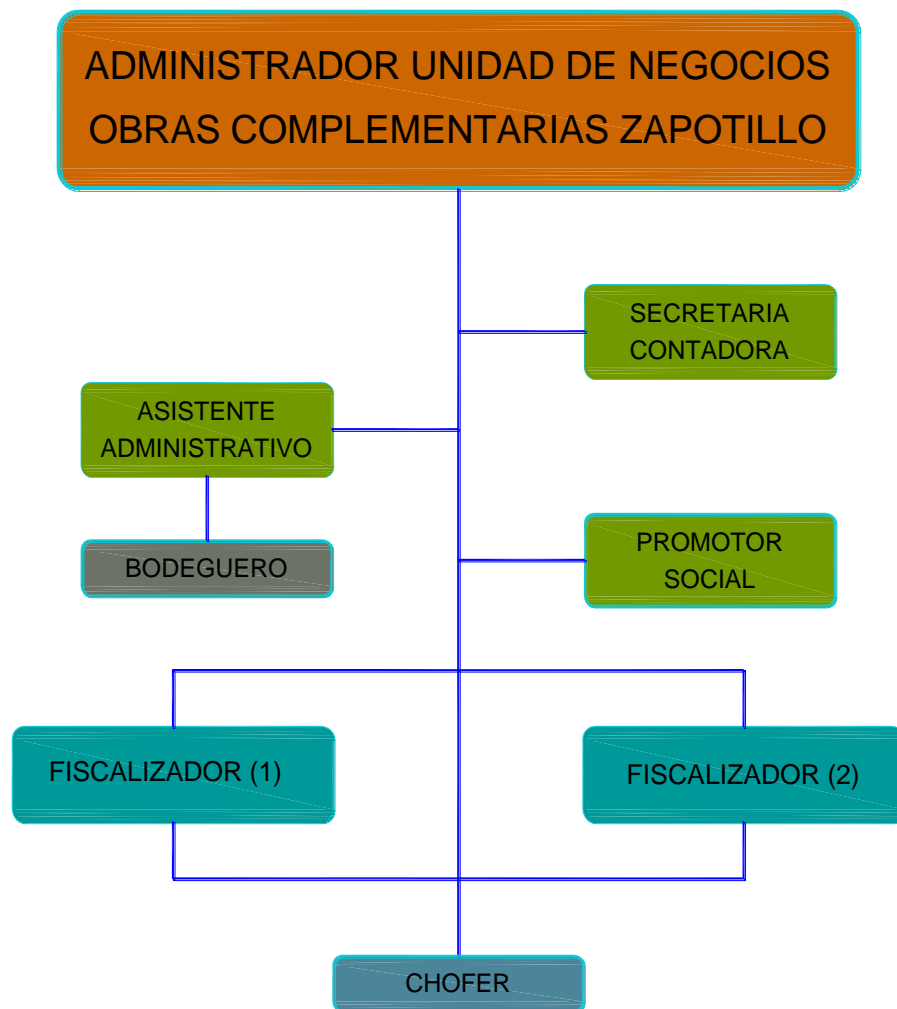 ADMINISTRADOR UNIDAD DE NEGOCIOS
OBRAS COMPLEMENTARIAS ZAPOTILLO
SECRETARIA
CONTADORA
ASISTENTE
ADMINISTRATIVO
BODEGUERO
PROMOTOR
SOCIAL
FISCALIZADOR (1)
FISCALIZADOR (2)
CHOFER